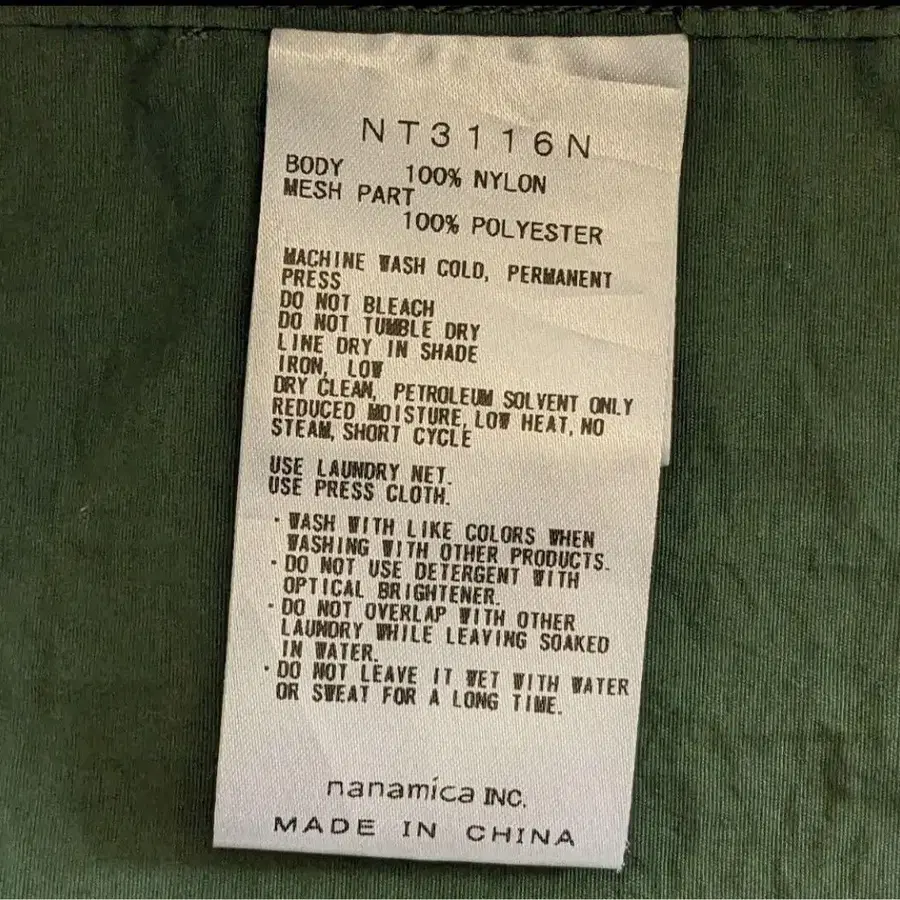 NT3116N
BODY 100% NYLON
MESH PART
100% POLYESTER
MACHINE WASH COLD, PERMANENT
PRESS
DO NOT BLEACH
DO NOT TUMBLE DRY
LINE DRY IN SHADE
IRON, LOW
DRY CLEAN, PETROLEUM SOLVENT ONLY
REDUCED MOISTURE, LOW HEAT, NO
STEAM, SHORT CYCLE
USE LAUNDRY NET.
USE PRESS CLOTH.
・WASH WITH LIKE COLORS WHEN
WASHING WITH OTHER PRODUCTS.
・DO NOT USE DETERGENT WITH
OPTICAL BRIGHTENER.
・DO NOT OVERLAP WITH OTHER
LAUNDRY WHILE LEAVING SOAKED
IN WATER.
・DO NOT LEAVE IT WET WITH WATER
OR SWEAT FOR A LONG TIME.
nanamica INC.
MADE IN CHINA